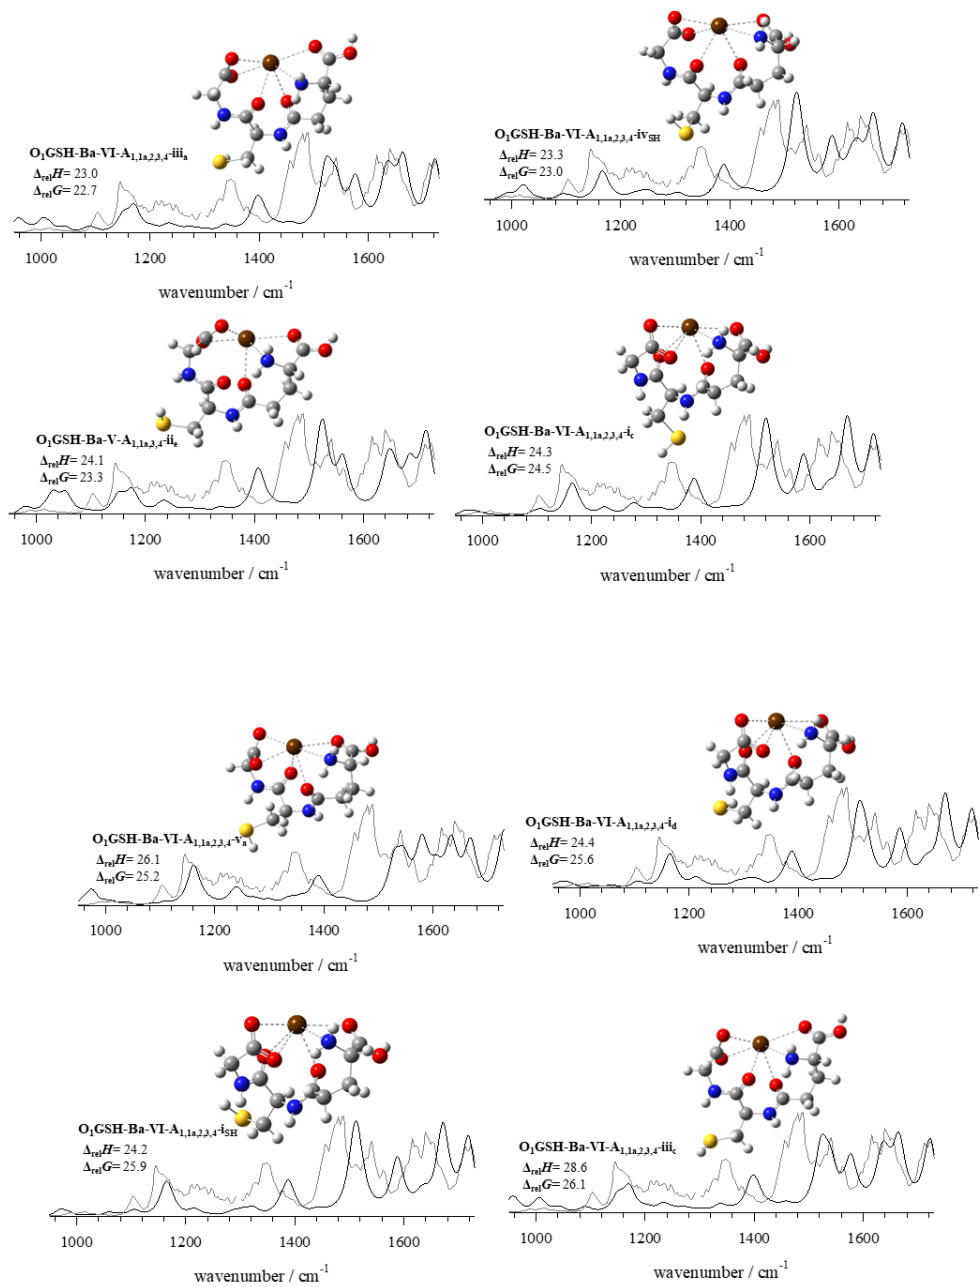 O₁GSH-Ba-VI-A₁,₁ₐ,₂,₃,₄-iiiₐ
ΔᵣₑₗH= 23.0
ΔᵣₑₗG= 22.7
1000 1200 1400 1600
wavenumber / cm⁻¹
O₁GSH-Ba-VI-A₁,₁ₐ,₂,₃,₄-ivSH
ΔᵣₑₗH= 23.3
ΔᵣₑₗG= 23.0
1000 1200 1400 1600
wavenumber / cm⁻¹
O₁GSH-Ba-V-A₁,₁ₐ,₃,₄-iiₑ
ΔᵣₑₗH= 24.1
ΔᵣₑₗG= 23.3
1000 1200 1400 1600
wavenumber / cm⁻¹
O₁GSH-Ba-VI-A₁,₁ₐ,₂,₃,₄-ic
ΔᵣₑₗH= 24.3
ΔᵣₑₗG= 24.5
1000 1200 1400 1600
wavenumber / cm⁻¹
O₁GSH-Ba-VI-A₁,₁ₐ,₂,₃,₄-vₐ
ΔᵣₑₗH= 26.1
ΔᵣₑₗG= 25.2
1000 1200 1400 1600
wavenumber / cm⁻¹
O₁GSH-Ba-VI-A₁,₁ₐ,₂,₃,₄-id
ΔᵣₑₗH= 24.4
ΔᵣₑₗG= 25.6
1000 1200 1400 1600
wavenumber / cm⁻¹
O₁GSH-Ba-VI-A₁,₁ₐ,₂,₃,₄-iSH
ΔᵣₑₗH= 24.2
ΔᵣₑₗG= 25.9
1000 1200 1400 1600
wavenumber / cm⁻¹
O₁GSH-Ba-VI-A₁,₁ₐ,₂,₃,₄-iiic
ΔᵣₑₗH= 28.6
ΔᵣₑₗG= 26.1
1000 1200 1400 1600
wavenumber / cm⁻¹